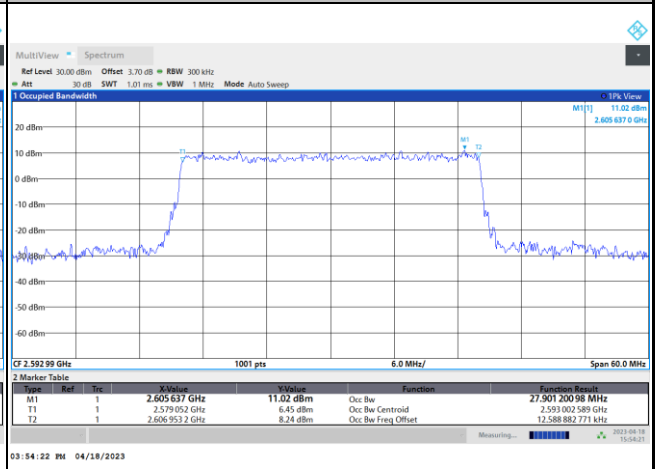 MultiView Spectrum
Ref Level 30.00 dBm Offset 3.70 dB RBW 300 kHz
Att 30 dB SWT 1.01 ms VBW 1 MHz Mode Auto Sweep
1 Occupied Bandwidth 1Pk View
M1[1] 11.02 dBm
2.605 637 0 GHz
20 dBm
M1
T1 T2
10 dBm
0 dBm
-10 dBm
-20 dBm
-30 dBm
-40 dBm
-50 dBm
-60 dBm
CF 2.592 99 GHz 1001 pts 6.0 MHz/ Span 60.0 MHz
2 Marker Table
Type Ref Trc X-Value Y-Value Function Function Result
M1 1 2.605 637 GHz 11.02 dBm Occ Bw 27.901 200 98 MHz
T1 1 2.579 052 GHz 6.45 dBm Occ Bw Centroid 2.593 002 589 GHz
T2 1 2.606 953 2 GHz 8.24 dBm Occ Bw Freq Offset 12.588 882 771 kHz
Measuring... 2023-04-18
15:54:21
03:54:22 PM 04/18/2023